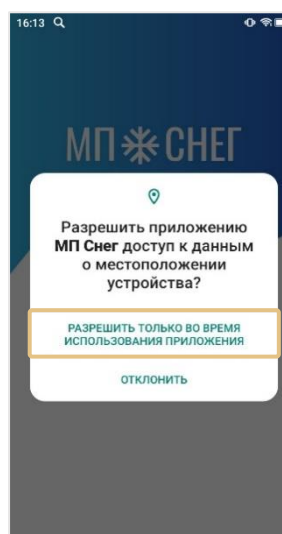 16:13
МП СНЕГ
Разрешить приложению
МП Снег доступ к данным
о местоположении
устройства?
РАЗРЕШИТЬ ТОЛЬКО ВО ВРЕМЯ
ИСПОЛЬЗОВАНИЯ ПРИЛОЖЕНИЯ
ОТКЛОНИТЬ